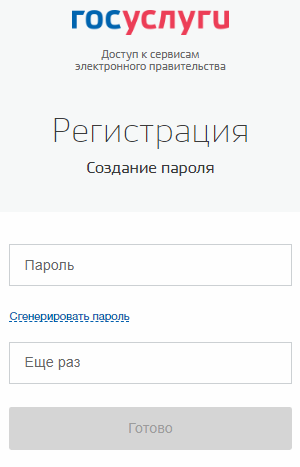 госуслуги
Доступ к сервисам
электронного правительства
Регистрация
Создание пароля
Пароль
Сгенерировать пароль
Еще раз
Готово